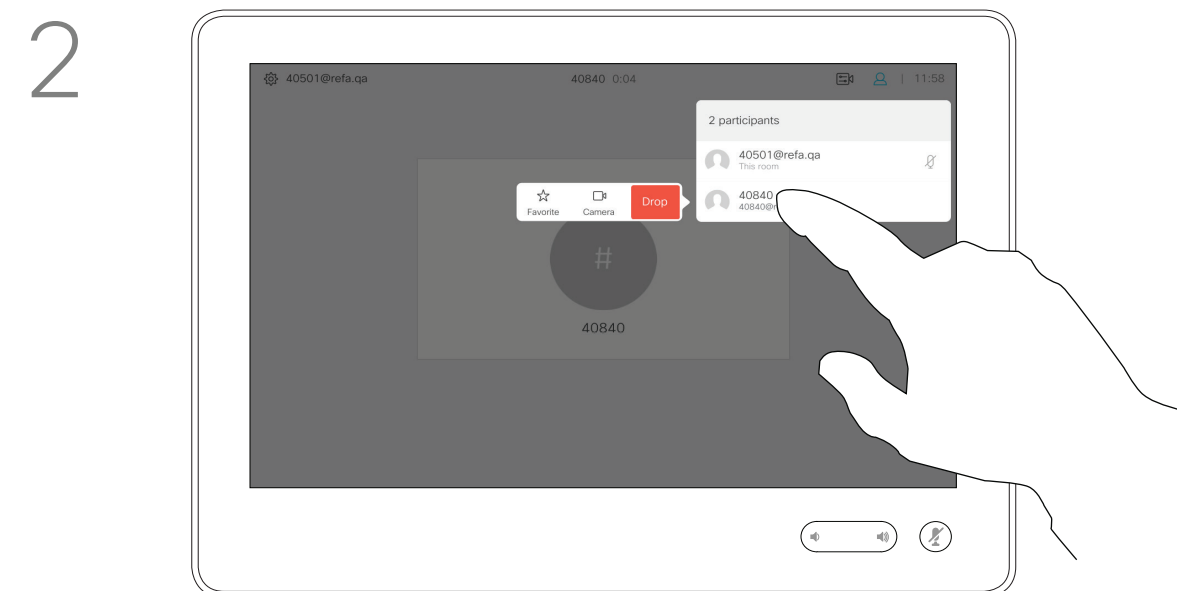 2
40501@refa.qa
40840 0:04
| 11:58
2 participants
40501@refa.qa
This room
40840
Favorite
Camera
Drop
#
40840